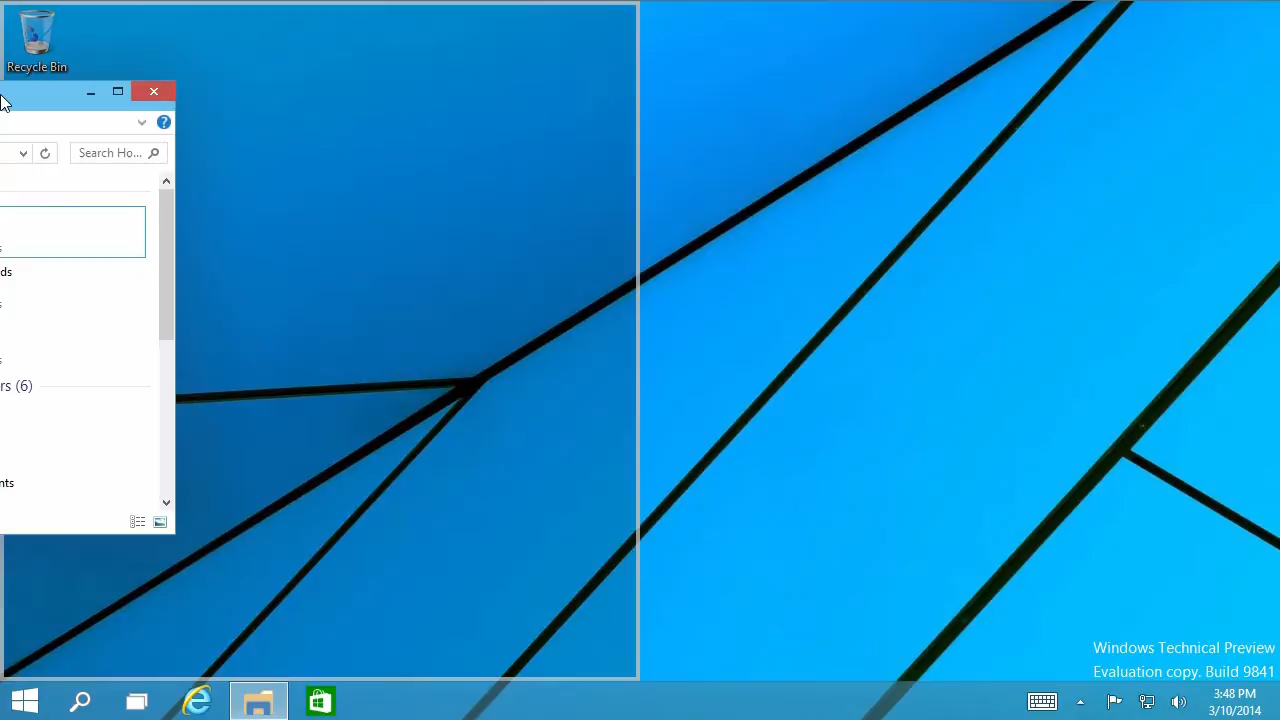 Recycle Bin
Search Ho...
s
ds
s
s
rs (6)
nts
Windows Technical Preview
Evaluation copy. Build 9841
3:48 PM
3/10/2014